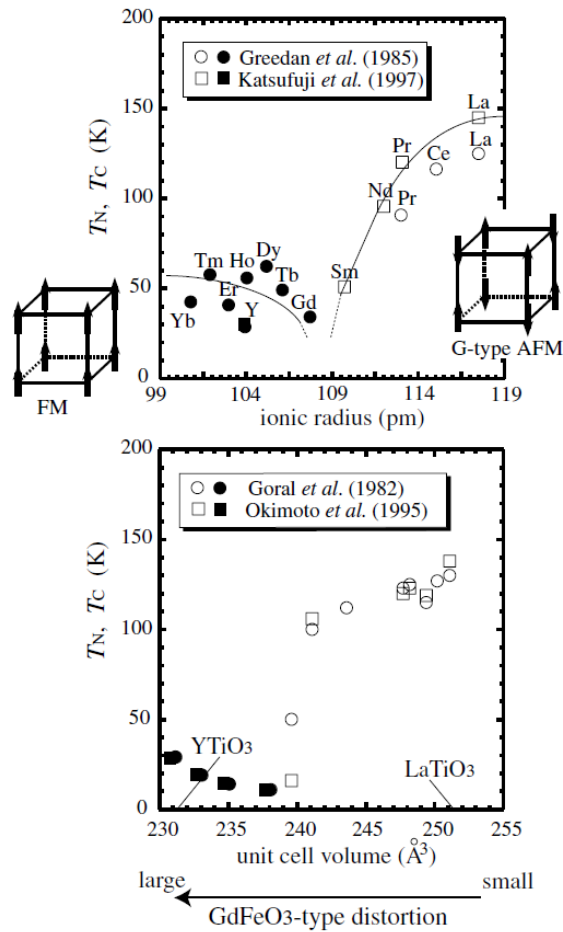 200
Greedan et al. (1985)
Katsufuji et al. (1997)
150
La
Pr
Ce
La
TN, TC (K)
100
Nd
Pr
Dy
Tm
Ho
50
Er
Tb
Sm
Yb
Y
Gd
G-type AFM
0
FM
99
104
109
114
119
ionic radius (pm)
200
Goral et al. (1982)
Okimoto et al. (1995)
150
TN, TC (K)
100
50
YTiO3
LaTiO3
0
230
235
240
245
250
255
unit cell volume (Å3)
large
small
GdFeO3-type distortion